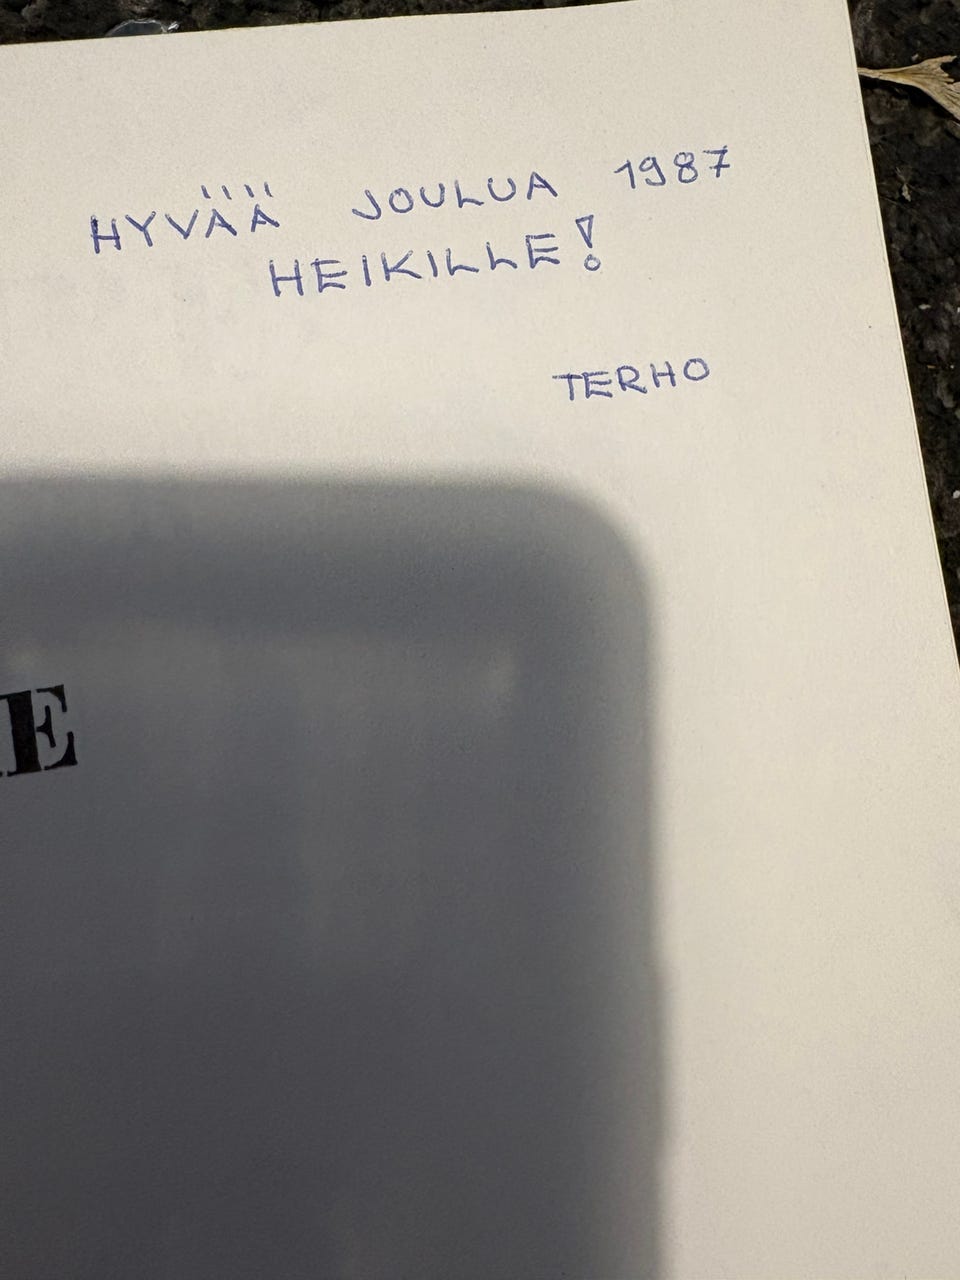 HYVÄÄ JOULUA 1987
HEIKILLE!
TERHO
E